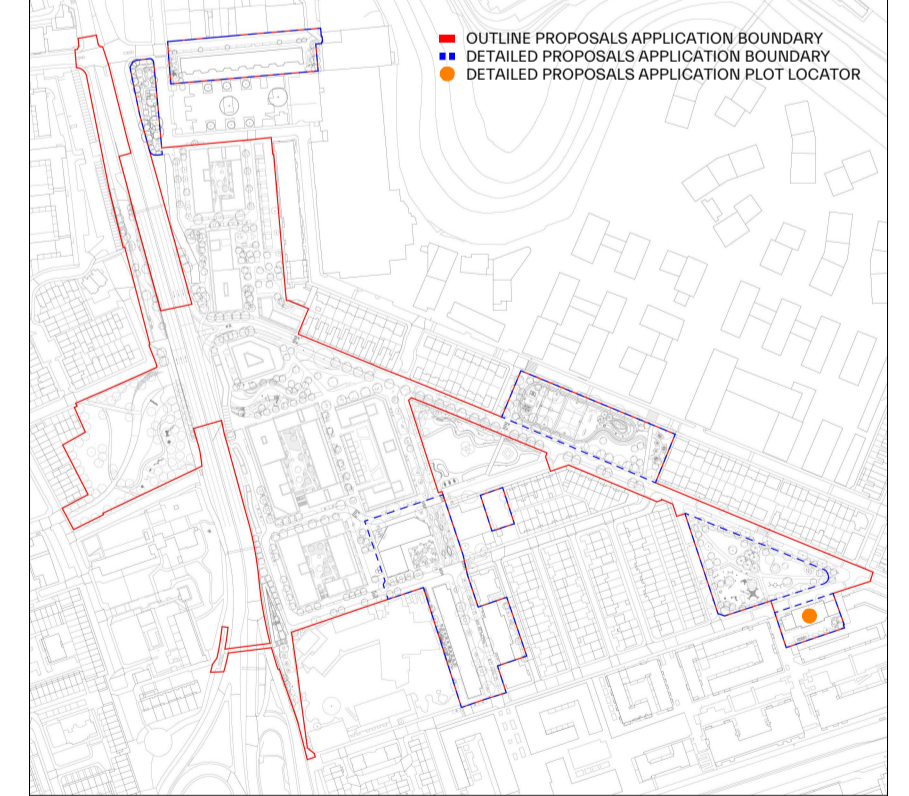 OUTLINE PROPOSALS APPLICATION BOUNDARY
DETAILED PROPOSALS APPLICATION BOUNDARY
DETAILED PROPOSALS APPLICATION PLOT LOCATOR